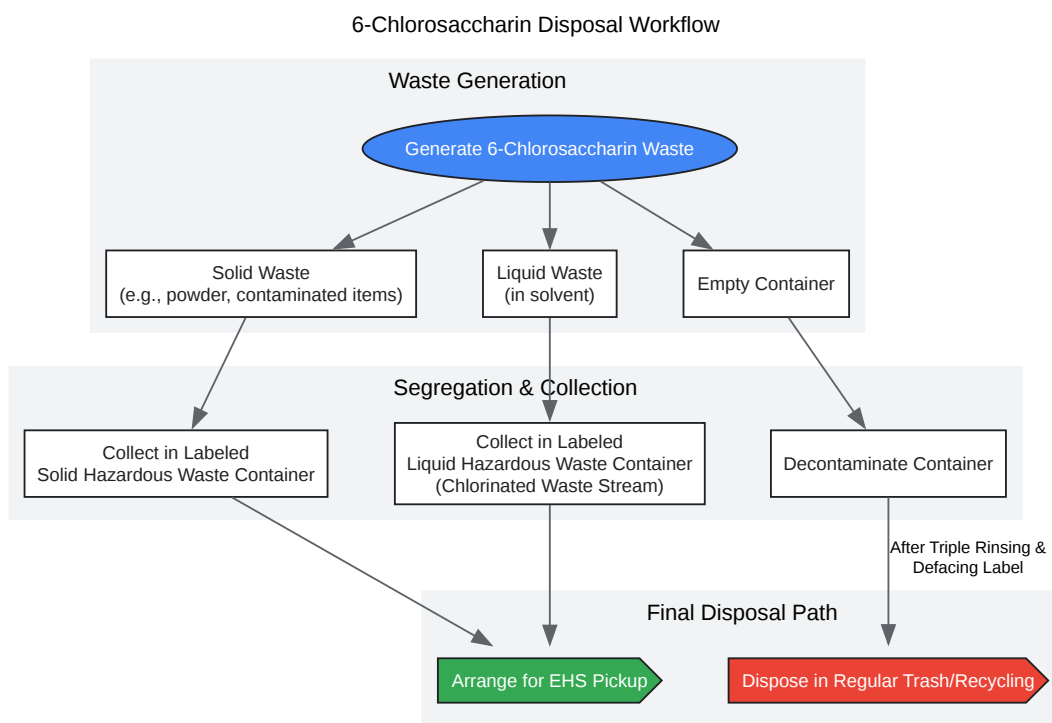 6-Chlorosaccharin Disposal Workflow
Waste Generation
Generate 6-Chlorosaccharin Waste
Solid Waste
(e.g., powder, contaminated items)
Liquid Waste
(in solvent)
Empty Container
Segregation & Collection
Collect in Labeled
Solid Hazardous Waste Container
Collect in Labeled
Liquid Hazardous Waste Container
(Chlorinated Waste Stream)
Decontaminate Container
After Triple Rinsing &
Defacing Label
Final Disposal Path
Arrange for EHS Pickup
Dispose in Regular Trash/Recycling